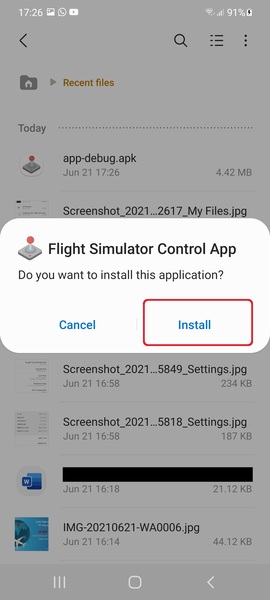 17:26
91%
Recent files
Today
app-debug.apk
Jun 21 17:26 4.42 MB
Screenshot_2021...2617_My Files.jpg
Flight Simulator Control App
Do you want to install this application?
Cancel Install
Screenshot_2021...5849_Settings.jpg
Jun 21 16:58 234 KB
Screenshot_2021...5818_Settings.jpg
Jun 21 16:58 187 KB
W
Jun 21 16:18 21.12 KB
IMG-20210621-WA0006.jpg
Jun 21 16:14 44.12 KB